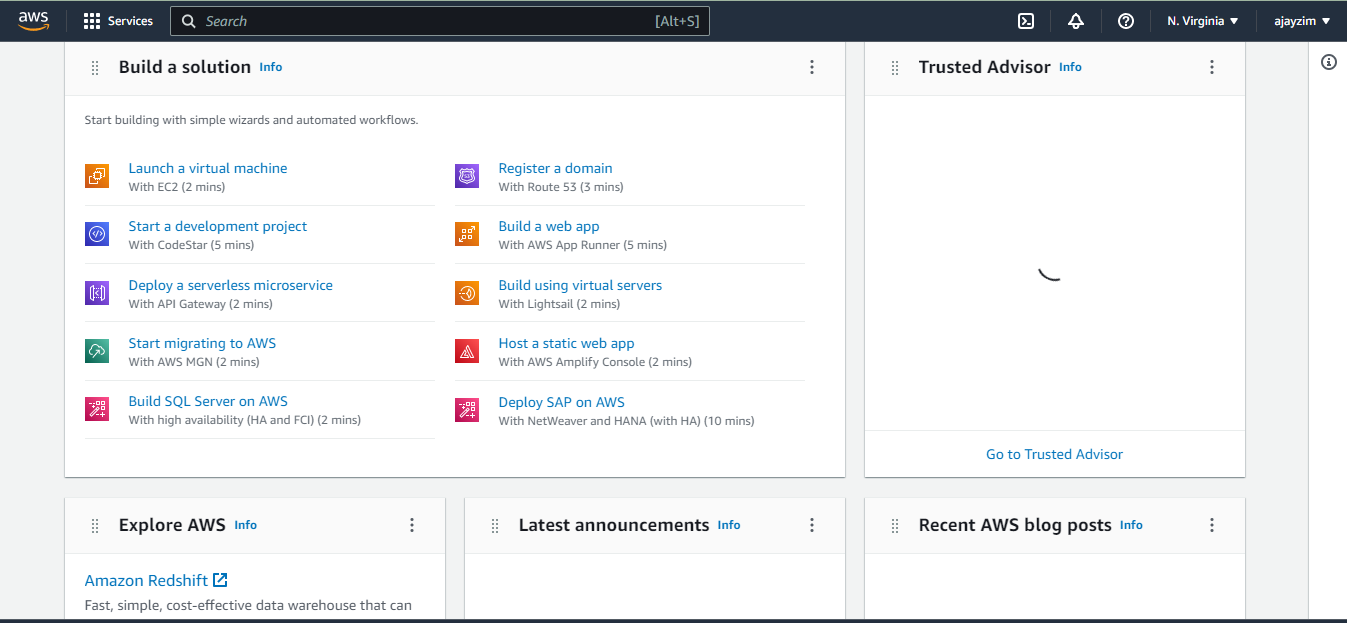 aws
Services
Search
[Alt+S]
N. Virginia
ajayzim
Build a solution Info
Start building with simple wizards and automated workflows.
Launch a virtual machine
With EC2 (2 mins)
Register a domain
With Route 53 (3 mins)
Start a development project
With CodeStar (5 mins)
Build a web app
With AWS App Runner (5 mins)
Deploy a serverless microservice
With API Gateway (2 mins)
Build using virtual servers
With Lightsail (2 mins)
Start migrating to AWS
With AWS MGN (2 mins)
Host a static web app
With AWS Amplify Console (2 mins)
Build SQL Server on AWS
With high availability (HA and FCI) (2 mins)
Deploy SAP on AWS
With NetWeaver and HANA (with HA) (10 mins)
Trusted Advisor Info
Go to Trusted Advisor
Explore AWS Info
Amazon Redshift
Fast, simple, cost-effective data warehouse that can
Latest announcements Info
Recent AWS blog posts Info